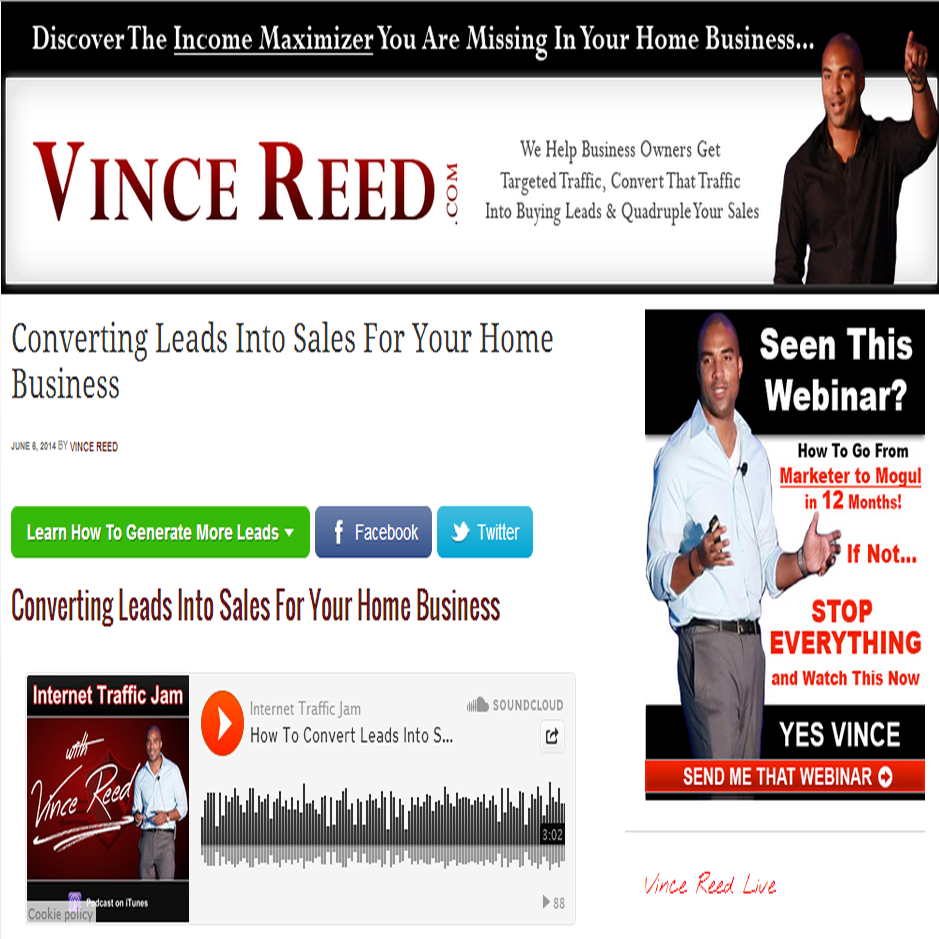 Discover The Income Maximizer You Are Missing In Your Home Business...
VINCE REED .COM
We Help Business Owners Get
Targeted Traffic, Convert That Traffic
Into Buying Leads & Quadruple Your Sales
Converting Leads Into Sales For Your Home
Business
JUNE 6, 2014 BY VINCE REED
Learn How To Generate More Leads
Facebook
Twitter
Converting Leads Into Sales For Your Home Business
Internet Traffic Jam
with
Vince Reed
Podcast on iTunes
Cookie policy
Internet Traffic Jam
How To Convert Leads Into S...
SOUNDCLOUD
3:02
88
Seen This
Webinar?
How To Go From
Marketer to Mogul
in 12 Months!
If Not...
STOP
EVERYTHING
and Watch This Now
YES VINCE
SEND ME THAT WEBINAR
Vince Reed Live